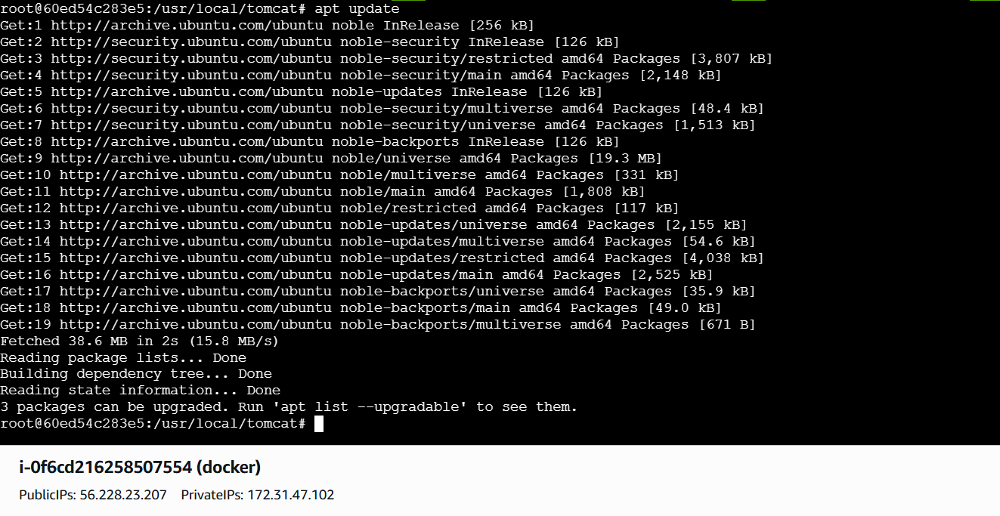 root@60ed54c283e5:/usr/local/tomcat# apt update
Get:1 http://archive.ubuntu.com/ubuntu noble InRelease [256 kB]
Get:2 http://security.ubuntu.com/ubuntu noble-security InRelease [126 kB]
Get:3 http://security.ubuntu.com/ubuntu noble-security/restricted amd64 Packages [3,807 kB]
Get:4 http://security.ubuntu.com/ubuntu noble-security/main amd64 Packages [2,148 kB]
Get:5 http://archive.ubuntu.com/ubuntu noble-updates InRelease [126 kB]
Get:6 http://security.ubuntu.com/ubuntu noble-security/multiverse amd64 Packages [48.4 kB]
Get:7 http://security.ubuntu.com/ubuntu noble-security/universe amd64 Packages [1,513 kB]
Get:8 http://archive.ubuntu.com/ubuntu noble-backports InRelease [126 kB]
Get:9 http://archive.ubuntu.com/ubuntu noble/universe amd64 Packages [19.3 MB]
Get:10 http://archive.ubuntu.com/ubuntu noble/multiverse amd64 Packages [331 kB]
Get:11 http://archive.ubuntu.com/ubuntu noble/main amd64 Packages [1,808 kB]
Get:12 http://archive.ubuntu.com/ubuntu noble/restricted amd64 Packages [117 kB]
Get:13 http://archive.ubuntu.com/ubuntu noble-updates/universe amd64 Packages [2,155 kB]
Get:14 http://archive.ubuntu.com/ubuntu noble-updates/multiverse amd64 Packages [54.6 kB]
Get:15 http://archive.ubuntu.com/ubuntu noble-updates/restricted amd64 Packages [4,038 kB]
Get:16 http://archive.ubuntu.com/ubuntu noble-updates/main amd64 Packages [2,525 kB]
Get:17 http://archive.ubuntu.com/ubuntu noble-backports/universe amd64 Packages [35.9 kB]
Get:18 http://archive.ubuntu.com/ubuntu noble-backports/main amd64 Packages [49.0 kB]
Get:19 http://archive.ubuntu.com/ubuntu noble-backports/multiverse amd64 Packages [671 B]
Fetched 38.6 MB in 2s (15.8 MB/s)
Reading package lists... Done
Building dependency tree... Done
Reading state information... Done
3 packages can be upgraded. Run 'apt list --upgradable' to see them.
root@60ed54c283e5:/usr/local/tomcat#
i-0f6cd216258507554 (docker)
PublicIPs: 56.228.23.207 PrivateIPs: 172.31.47.102